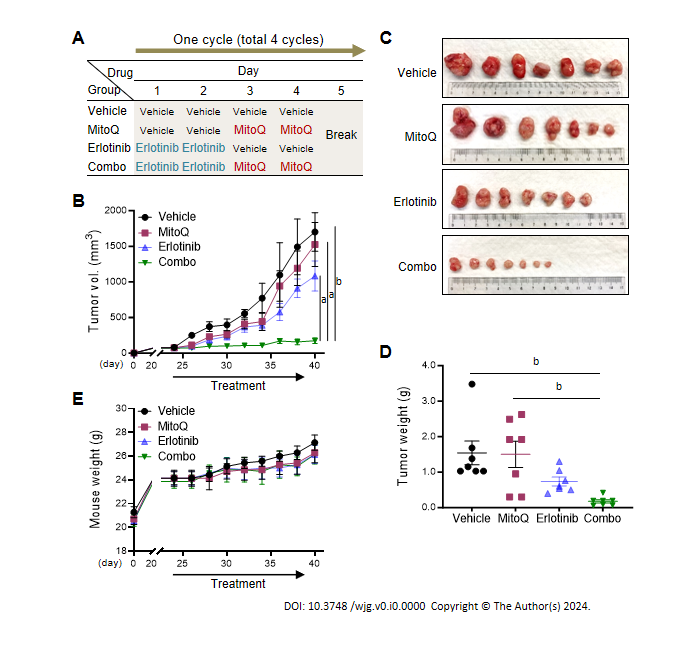 A
One cycle (total 4 cycles)
Drug
Day
Group
1 2 3 4 5
Vehicle Vehicle Vehicle Vehicle Vehicle
MitoQ Vehicle Vehicle MitoQ MitoQ
Break
Erlotinib Erlotinib Erlotinib Vehicle Vehicle
Combo Erlotinib Erlotinib MitoQ MitoQ
B
Tumor vol. (mm3)
2000
1500
1000
500
0
Vehicle
MitoQ
Erlotinib
Combo
a
a
b
(day) 0 20 25 30 35 40
Treatment
C
Vehicle
MitoQ
Erlotinib
Combo
D
Tumor weight (g)
4.0
3.0
2.0
1.0
0.0
b
b
Vehicle MitoQ Erlotinib Combo
E
Mouse weight (g)
30
28
26
24
22
20
18
Vehicle
MitoQ
Erlotinib
Combo
(day) 0 20 25 30 35 40
Treatment
DOI: 10.3748 /wjg.v0.i0.0000 Copyright © The Author(s) 2024.